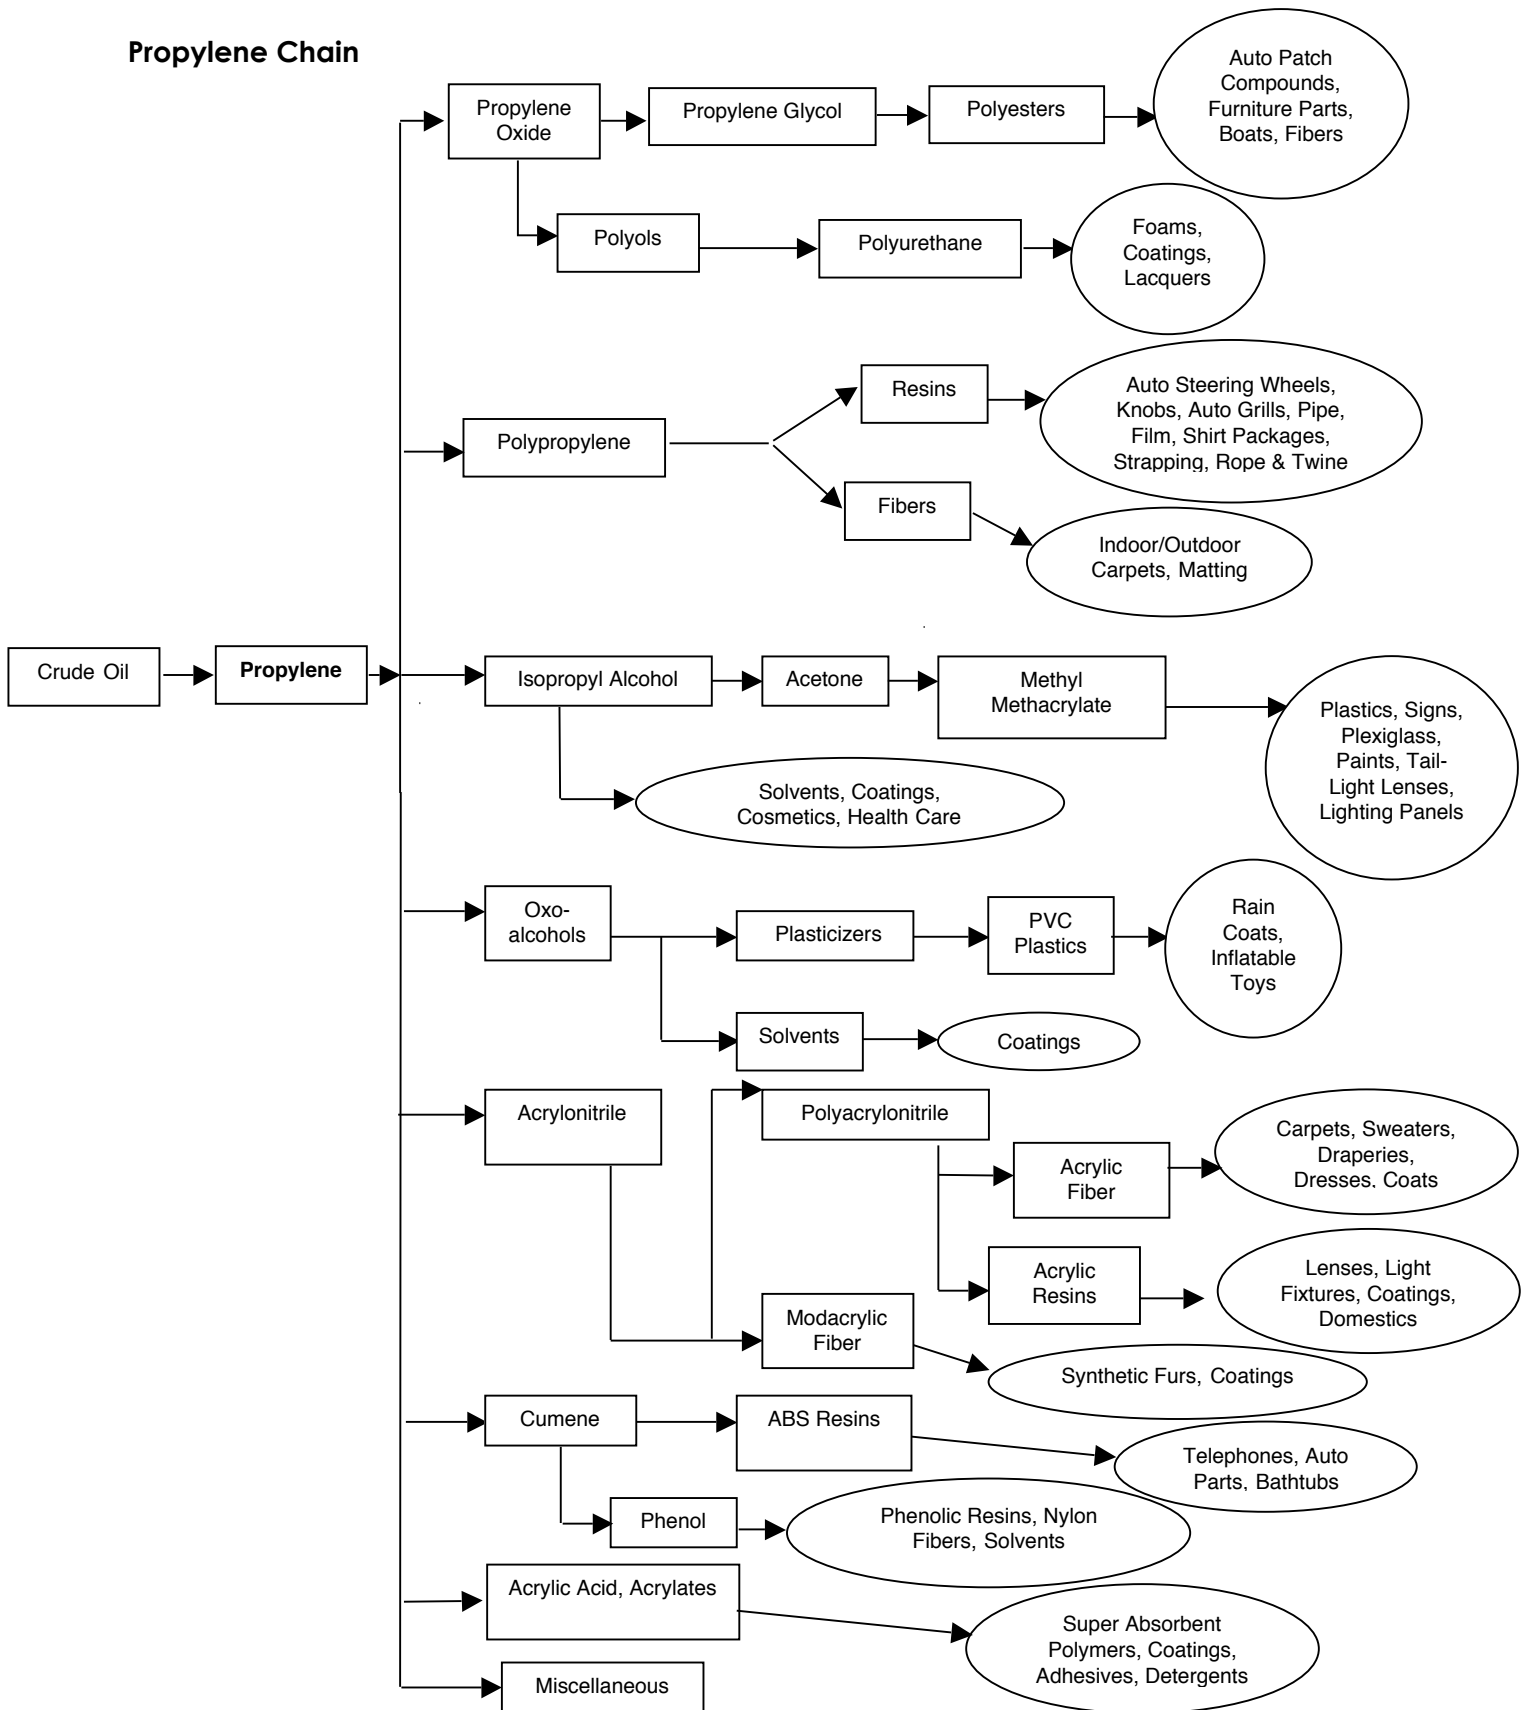 Propylene Chain
Propylene
Oxide
Propylene Glycol
Polyesters
Auto Patch
Compounds,
Furniture Parts,
Boats, Fibers
Polyols
Polyurethane
Foams,
Coatings,
Lacquers
Polypropylene
Resins
Auto Steering Wheels,
Knobs, Auto Grills, Pipe,
Film, Shirt Packages,
Strapping, Rope & Twine
Fibers
Indoor/Outdoor
Carpets, Matting
Crude Oil
Propylene
Isopropyl Alcohol
Acetone
Methyl
Methacrylate
Plastics, Signs,
Plexiglass,
Paints, Tail-
Light Lenses,
Lighting Panels
Solvents, Coatings,
Cosmetics, Health Care
Oxo-
alcohols
Plasticizers
PVC
Plastics
Rain
Coats,
Inflatable
Toys
Solvents
Coatings
Acrylonitrile
Polyacrylonitrile
Acrylic
Fiber
Carpets, Sweaters,
Draperies,
Dresses, Coats
Acrylic
Resins
Lenses, Light
Fixtures, Coatings,
Domestics
Modacrylic
Fiber
Synthetic Furs, Coatings
Cumene
ABS Resins
Telephones, Auto
Parts, Bathtubs
Phenol
Phenolic Resins, Nylon
Fibers, Solvents
Acrylic Acid, Acrylates
Super Absorbent
Polymers, Coatings,
Adhesives, Detergents
Miscellaneous